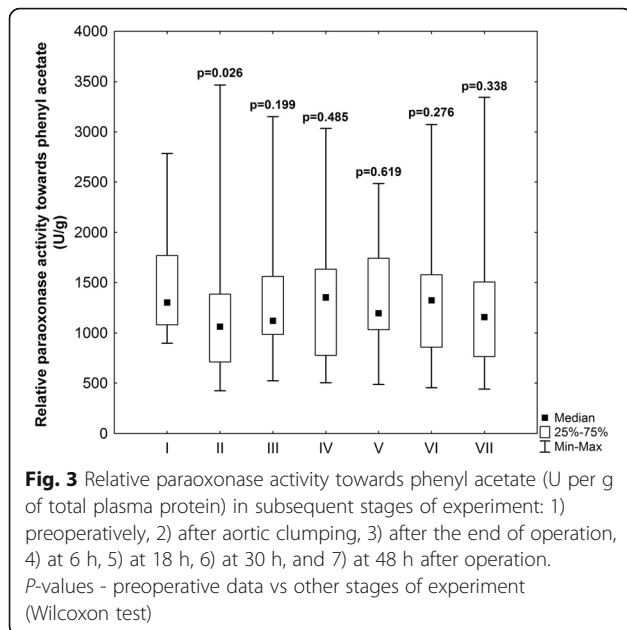 Relative paraoxonase activity towards phenyl acetate
(U/g)
4000
3500
3000
2500
2000
1500
1000
500
0
p=0.026
p=0.199
p=0.485
p=0.619
p=0.276
p=0.338
I II III IV V VI VII
Median
25%-75%
Min-Max
Fig. 3 Relative paraoxonase activity towards phenyl acetate (U per g
of total plasma protein) in subsequent stages of experiment: 1)
preoperatively, 2) after aortic clumping, 3) after the end of operation,
4) at 6 h, 5) at 18 h, 6) at 30 h, and 7) at 48 h after operation.
P-values - preoperative data vs other stages of experiment
(Wilcoxon test)